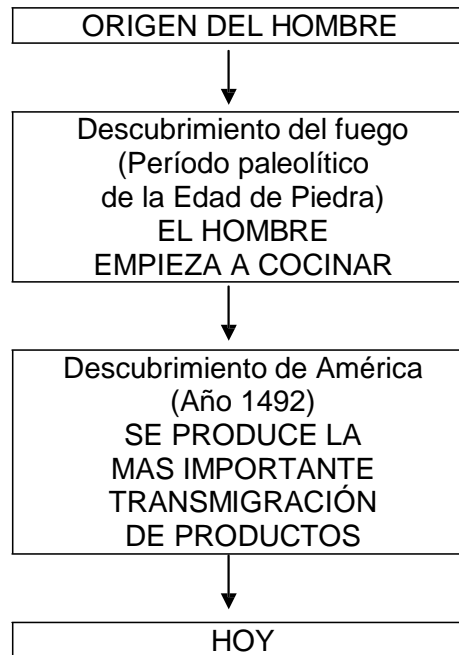 ORIGEN DEL HOMBRE
Descubrimiento del fuego
(Período paleolítico
de la Edad de Piedra)
EL HOMBRE
EMPIEZA A COCINAR
Descubrimiento de América
(Año 1492)
SE PRODUCE LA
MAS IMPORTANTE
TRANSMIGRACIÓN
DE PRODUCTOS
HOY